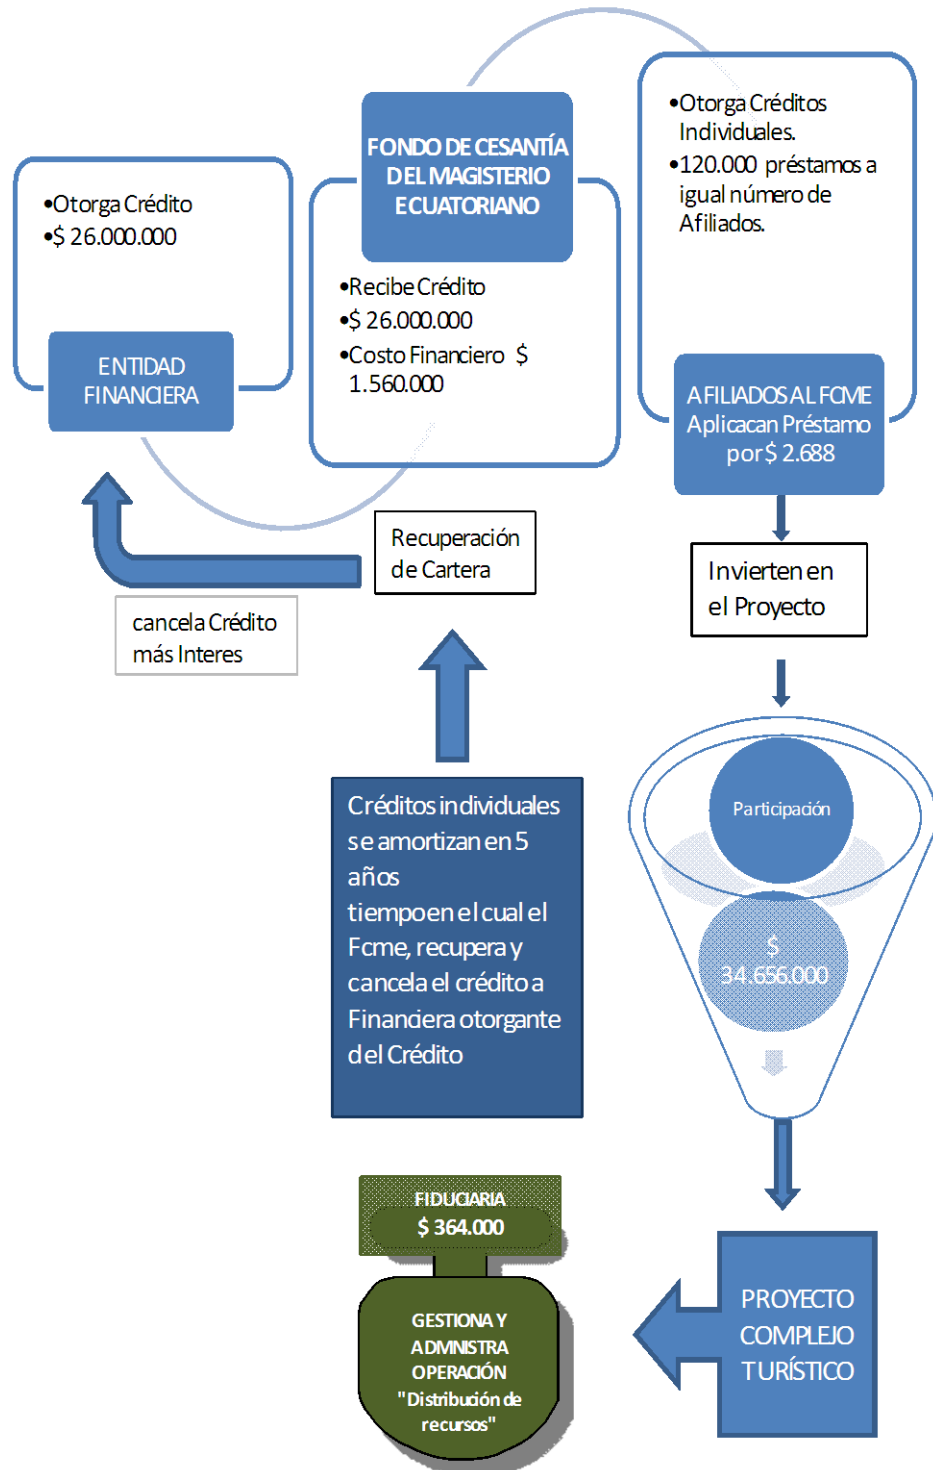 •Otorga Crédito
•$ 26.000.000
ENTIDAD
FINANCIERA
FONDO DE CESANTÍA
DEL MAGISTERIO
ECUATORIANO
•Recibe Crédito
•$ 26.000.000
•Costo Financiero $
1.560.000
•Otorga Créditos
Individuales.
•120.000 préstamos a
igual número de
Afiliados.
AFILIADOS AL FCME
Aplicacan Préstamo
por $ 2.688
Recuperación
de Cartera
cancela Crédito
más Interes
Invierten en
el Proyecto
Participación
$
34.656.000
Créditos individuales
se amortizan en 5
años
tiempo en el cual el
Fcme, recupera y
cancela el crédito a
Financiera otorgante
del Crédito
FIDUCIARIA
$ 364.000
GESTIONA Y
ADMNISTRA
OPERACIÓN
"Distribución de
recursos"
PROYECTO
COMPLEJO
TURÍSTICO